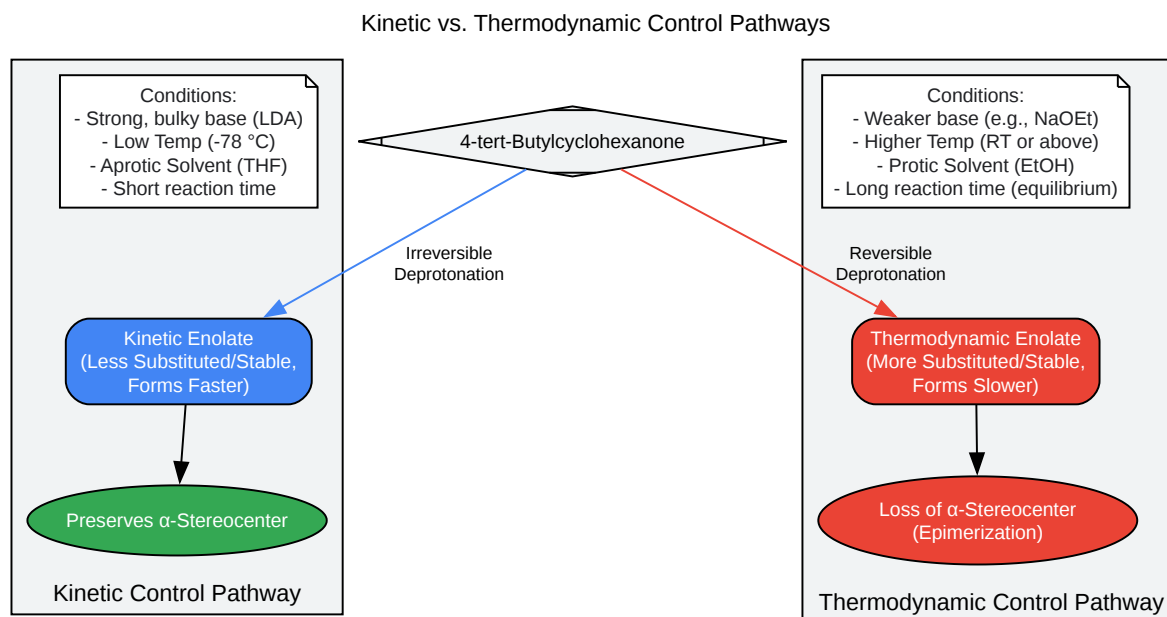 Kinetic vs. Thermodynamic Control Pathways
Conditions:
- Strong, bulky base (LDA)
- Low Temp (-78 °C)
- Aprotic Solvent (THF)
- Short reaction time
4-tert-Butylcyclohexanone
Conditions:
- Weaker base (e.g., NaOEt)
- Higher Temp (RT or above)
- Protic Solvent (EtOH)
- Long reaction time (equilibrium)
Irreversible
Deprotonation
Reversible
Deprotonation
Kinetic Enolate
(Less Substituted/Stable,
Forms Faster)
Thermodynamic Enolate
(More Substituted/Stable,
Forms Slower)
Preserves α-Stereocenter
Loss of α-Stereocenter
(Epimerization)
Kinetic Control Pathway
Thermodynamic Control Pathway